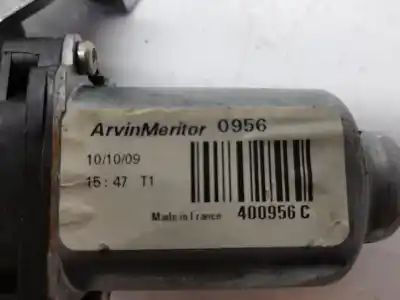 ArvinMeritor 0956
10/10/09
15:47 T1
Made in France 400956 C